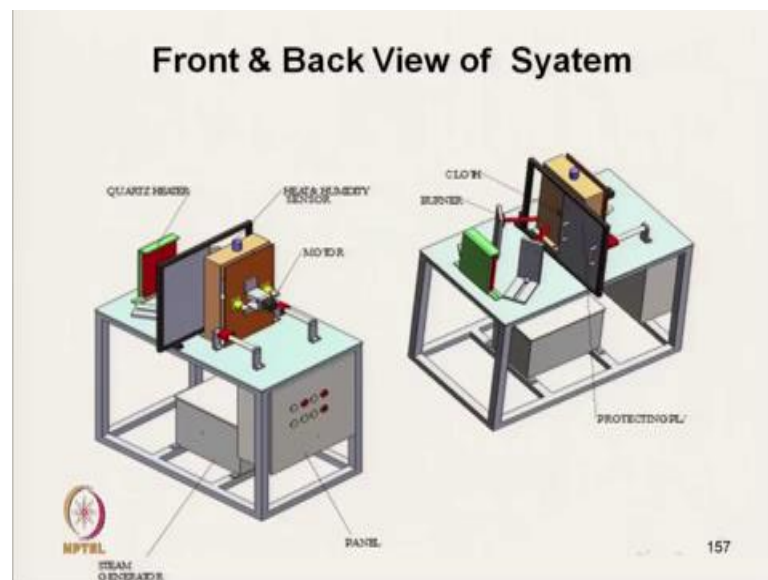 Front & Back View of Syatem
QUARTZ HEATER
HEAT & HUMIDITY
SENSOR
MOTOR
CLOTH
BURNER
PROTECTING PL/
PANEL
STEAM
GENERATOR
NPTEL
157